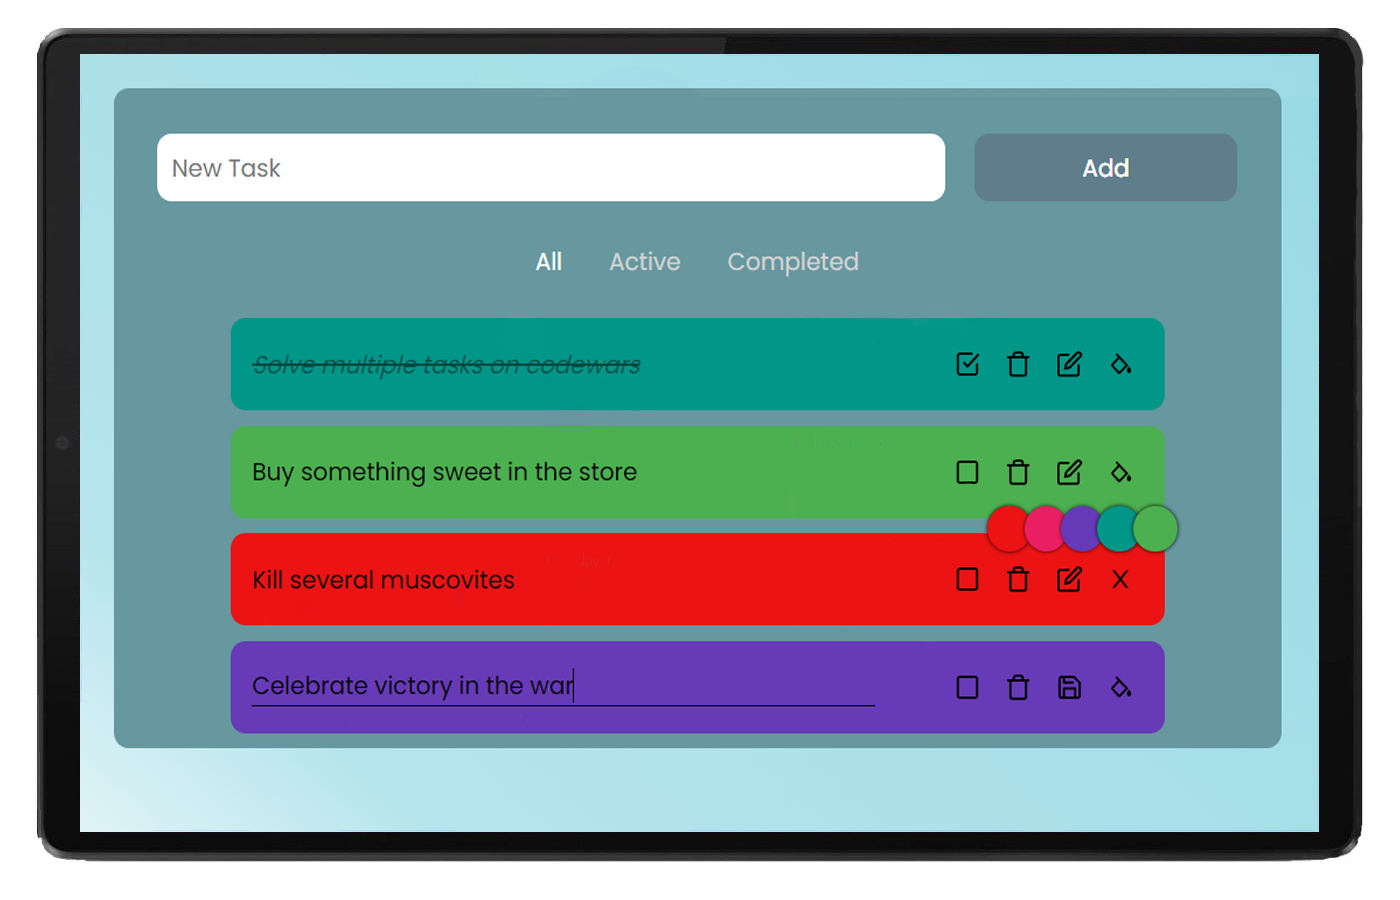 New Task
Add
All Active Completed
Solve multiple tasks on codewars
Buy something sweet in the store
Kill several muscovites
Celebrate victory in the war